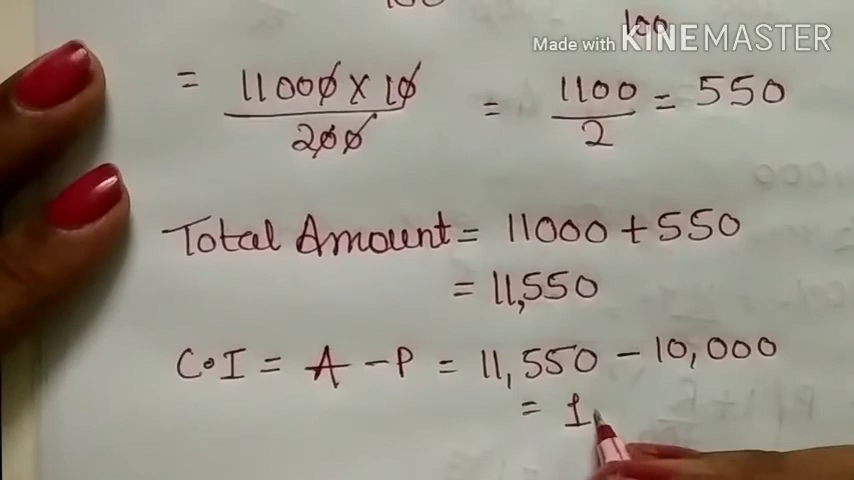 100
Made with KINEMASTER
= 11000 x 10 / 200 = 1100 / 2 = 550
Total Amount = 11000 + 550
= 11,550
C.I = A - P = 11,550 - 10,000
= 1